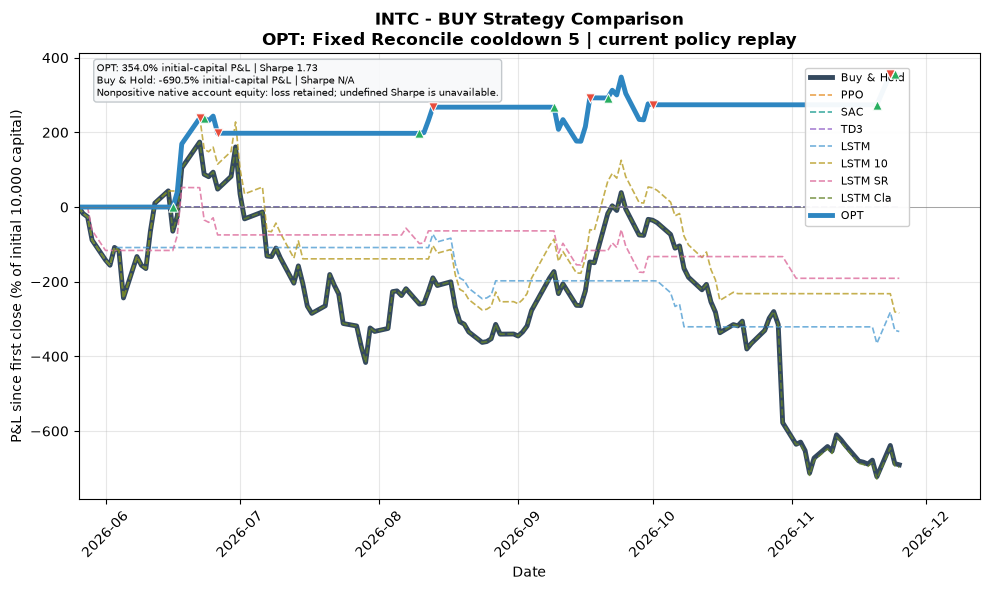 INTC - BUY Strategy Comparison
OPT: Fixed Reconcile cooldown 5 | current policy replay
OPT: 354.0% initial-capital P&L | Sharpe 1.73
Buy & Hold: -690.5% initial-capital P&L | Sharpe N/A
Nonpositive native account equity: loss retained; undefined Sharpe is unavailable.
Buy & Hold
PPO
SAC
TD3
LSTM
LSTM 10
LSTM SR
LSTM Cla
OPT
P&L since first close (% of initial 10,000 capital)
400
200
0
−200
−400
−600
2026-06
2026-07
2026-08
2026-09
2026-10
2026-11
2026-12
Date